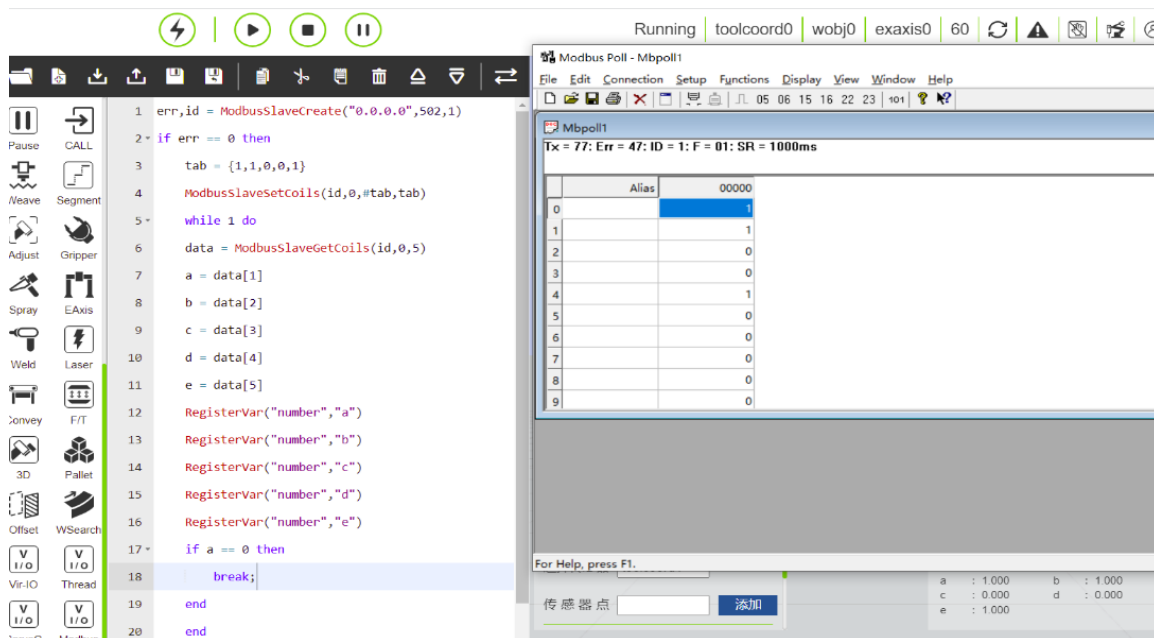 Running toolcoord0 wobj0 exaxis0 60
Pause CALL
Weave Segment
Adjust Gripper
Spray EAxis
Weld Laser
Convey F/T
3D Pallet
Offset WSearch
Vir-IO Thread
V I/O V I/O
V I/O V I/O
1 err,id = ModbusSlaveCreate("0.0.0.0",502,1)
2 if err == 0 then
3 tab = {1,1,0,0,1}
4 ModbusSlaveSetCoils(id,0,#tab,tab)
5 while 1 do
6 data = ModbusSlaveGetCoils(id,0,5)
7 a = data[1]
8 b = data[2]
9 c = data[3]
10 d = data[4]
11 e = data[5]
12 RegisterVar("number","a")
13 RegisterVar("number","b")
14 RegisterVar("number","c")
15 RegisterVar("number","d")
16 RegisterVar("number","e")
17 if a == 0 then
18 break;
19 end
20 end
Modbus Poll - Mbpoll1
File Edit Connection Setup Functions Display View Window Help
05 06 15 16 22 23 101
Mbpoll1
Tx = 77: Err = 47: ID = 1: F = 01: SR = 1000ms
Alias 00000
0 1
1 1
2 0
3 0
4 1
5 0
6 0
7 0
8 0
9 0
For Help, press F1.
传感器点 添加
a : 1.000 b : 1.000
c : 0.000 d : 0.000
e : 1.000